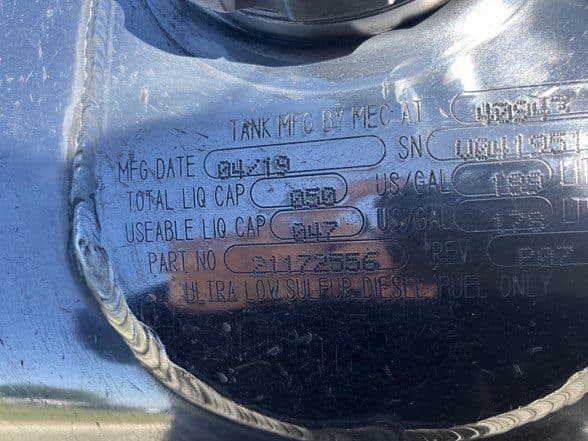 TANK MFG BY MEC AT
MFG DATE 04/19 SN
TOTAL LIQ CAP 050 US/GAL 189
USEABLE LIQ CAP 047 US/GAL 178
PART NO 21172556 REV P07
ULTRA LOW SULFUR DIESEL FUEL ONLY